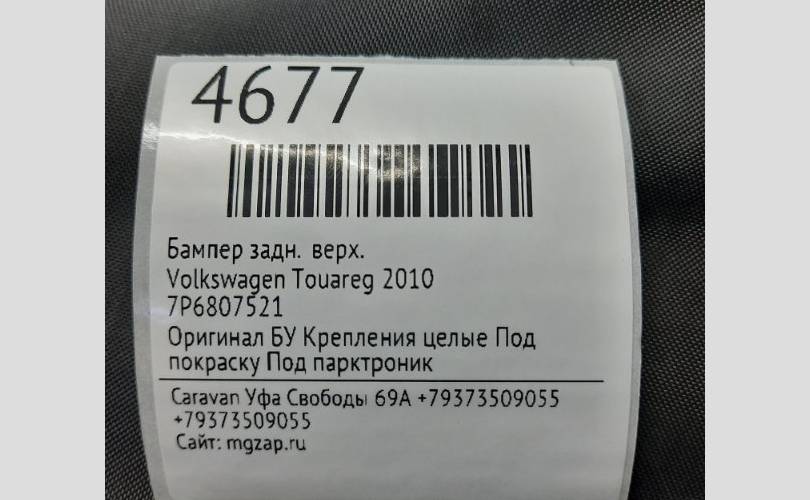 4677
Бампер задн. верх.
Volkswagen Touareg 2010
7P6807521
Оригинал БУ Крепления целые Под
покраску Под парктроник
Caravan Уфа Свободы 69А +79373509055
+79373509055
Сайт: mgzap.ru